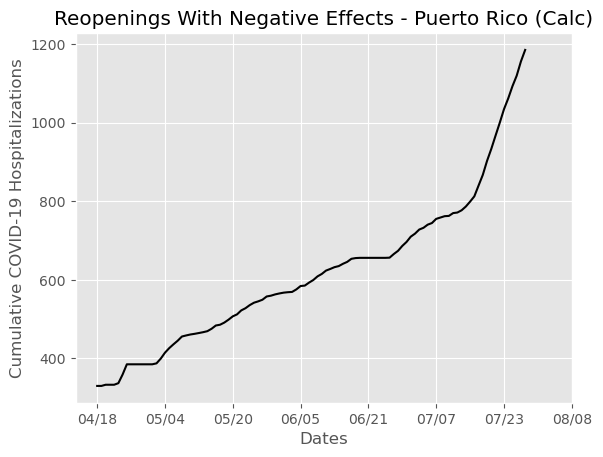 Reopenings With Negative Effects - Puerto Rico (Calc)
Cumulative COVID-19 Hospitalizations
1200
1000
800
600
400
04/18 05/04 05/20 06/05 06/21 07/07 07/23 08/08
Dates